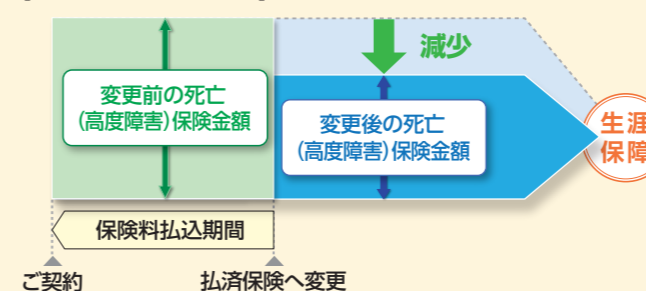 減少
変更前の死亡
(高度障害)保険金額
変更後の死亡
(高度障害)保険金額
生涯
保障
保険料払込期間
ご契約
払済保険へ変更